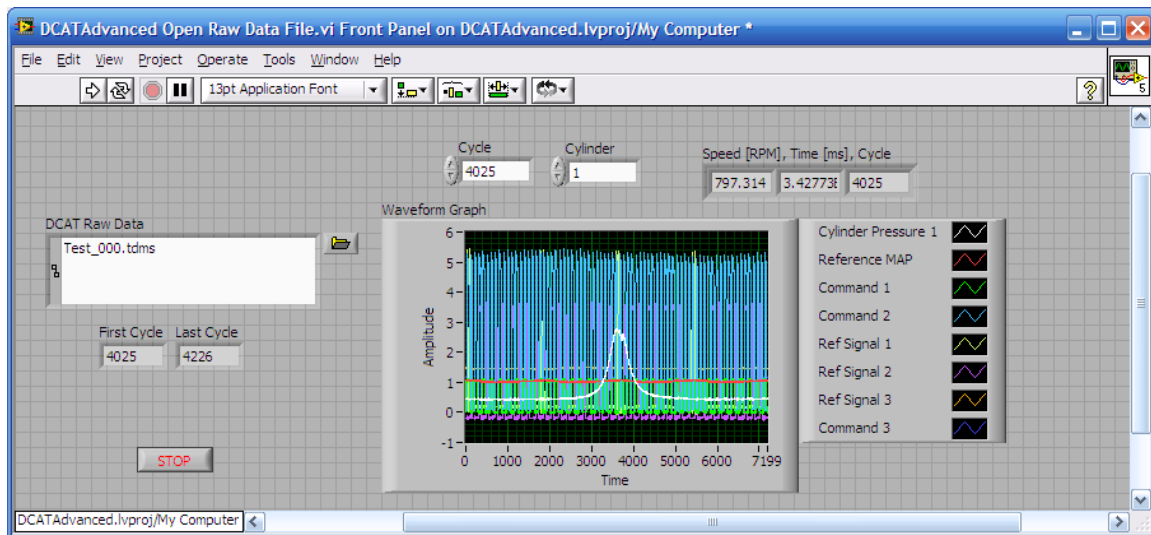 DCATAdvanced Open Raw Data File.vi Front Panel on DCATAdvanced.lvproj/My Computer *
File Edit View Project Operate Tools Window Help
13pt Application Font
5
Cycle
4025
Cylinder
1
Speed [RPM], Time [ms], Cycle
797.314 3.42773 4025
DCAT Raw Data
Test_000.tdms
First Cycle Last Cycle
4025 4226
STOP
Waveform Graph
Amplitude
6
5
4
3
2
1
0
-1
0 1000 2000 3000 4000 5000 6000 7199
Time
Cylinder Pressure 1
Reference MAP
Command 1
Command 2
Ref Signal 1
Ref Signal 2
Ref Signal 3
Command 3
DCATAdvanced.lvproj/My Computer